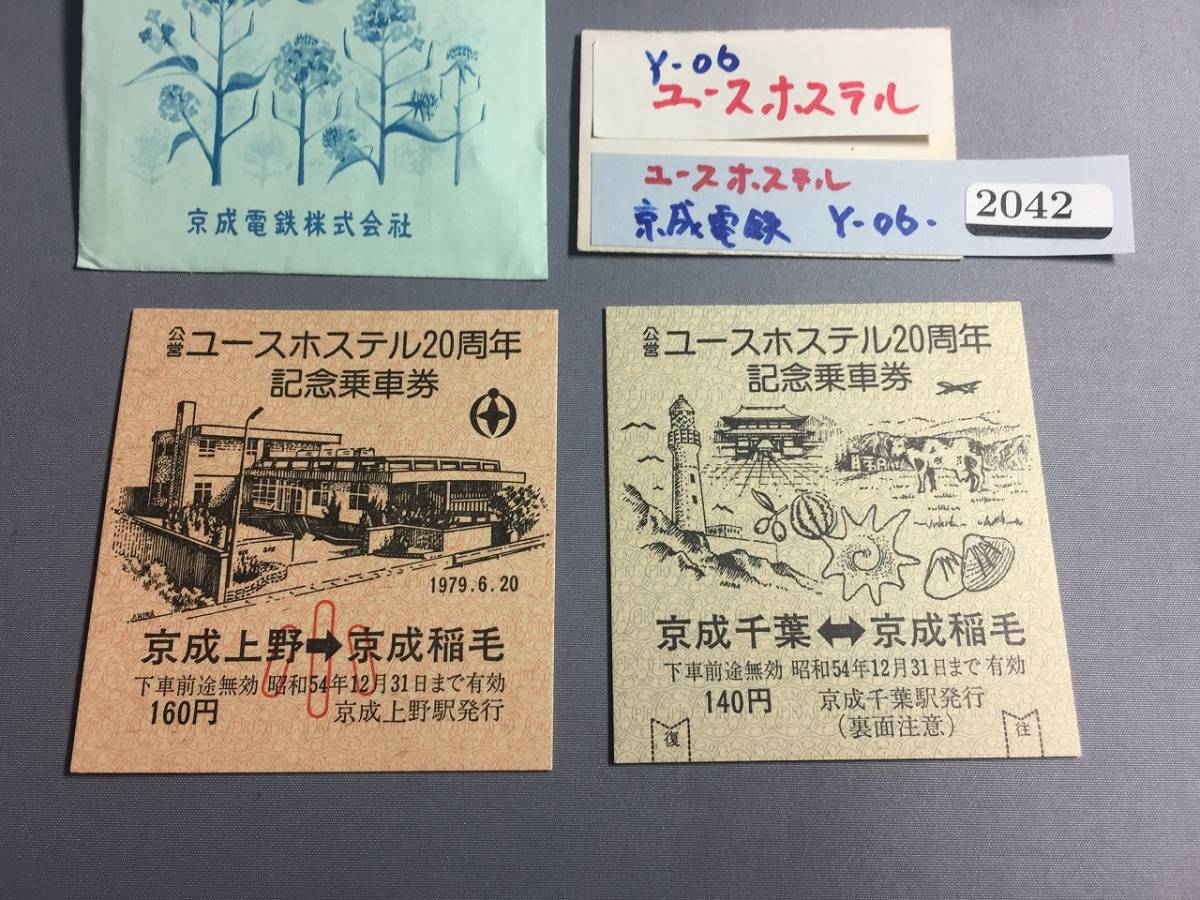 京成電鉄株式会社
Y-06
ユースホステル
ユースホステル
京成電鉄 Y-06-
2042
公営 ユースホステル20周年
記念乗車券
AKIRA
1979.6.20
京成上野➡京成稲毛
下車前途無効 昭和54年12月31日まで有効
160円 京成上野駅発行
公営 ユースホステル20周年
記念乗車券
AKIRA
京成千葉⬌京成稲毛
下車前途無効 昭和54年12月31日まで有効
140円 京成千葉駅発行
(裏面注意)
復
往